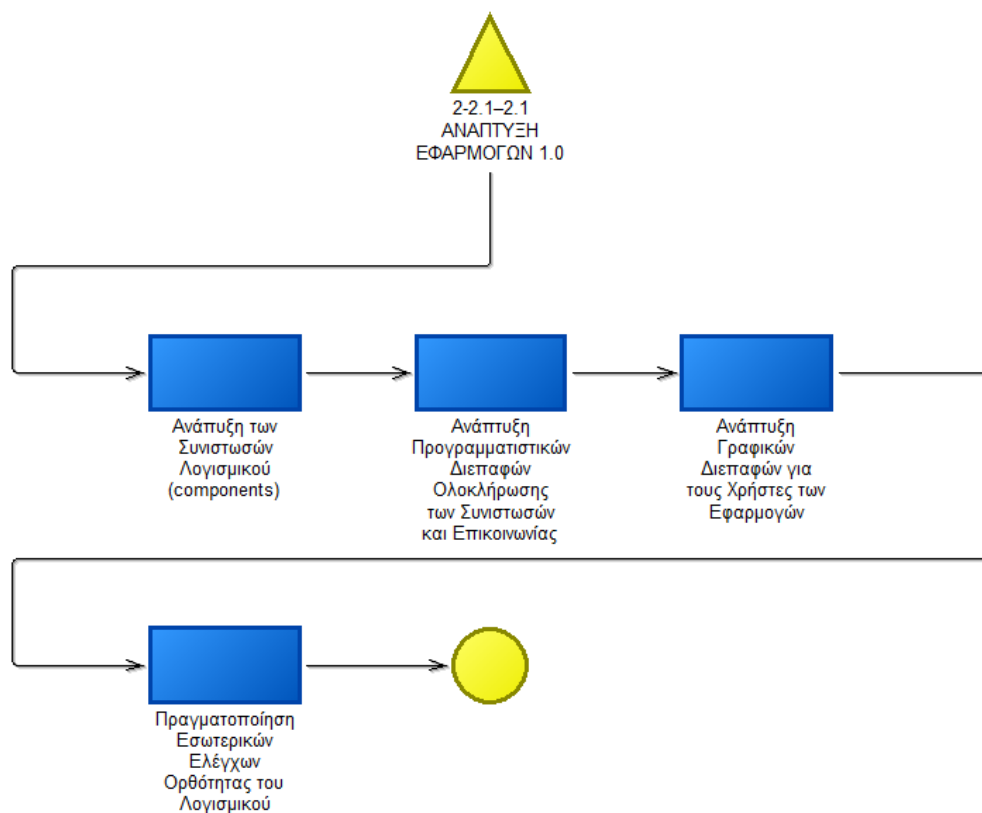 2-2.1–2.1
ΑΝΑΠΤΥΞΗ
ΕΦΑΡΜΟΓΩΝ 1.0
Ανάπυξη των
Συνιστωσών
Λογισμικού
(components)
Ανάπτυξη
Προγραμματιστικών
Διεπαφών
Ολοκλήρωσης
των Συνιστωσών
και Επικοινωνίας
Ανάπτυξη
Γραφικών
Διεπαφών για
τους Χρήστες των
Εφαρμογών
Πραγματοποίηση
Εσωτερικών
Ελέγχων
Ορθότητας του
Λογισμικού